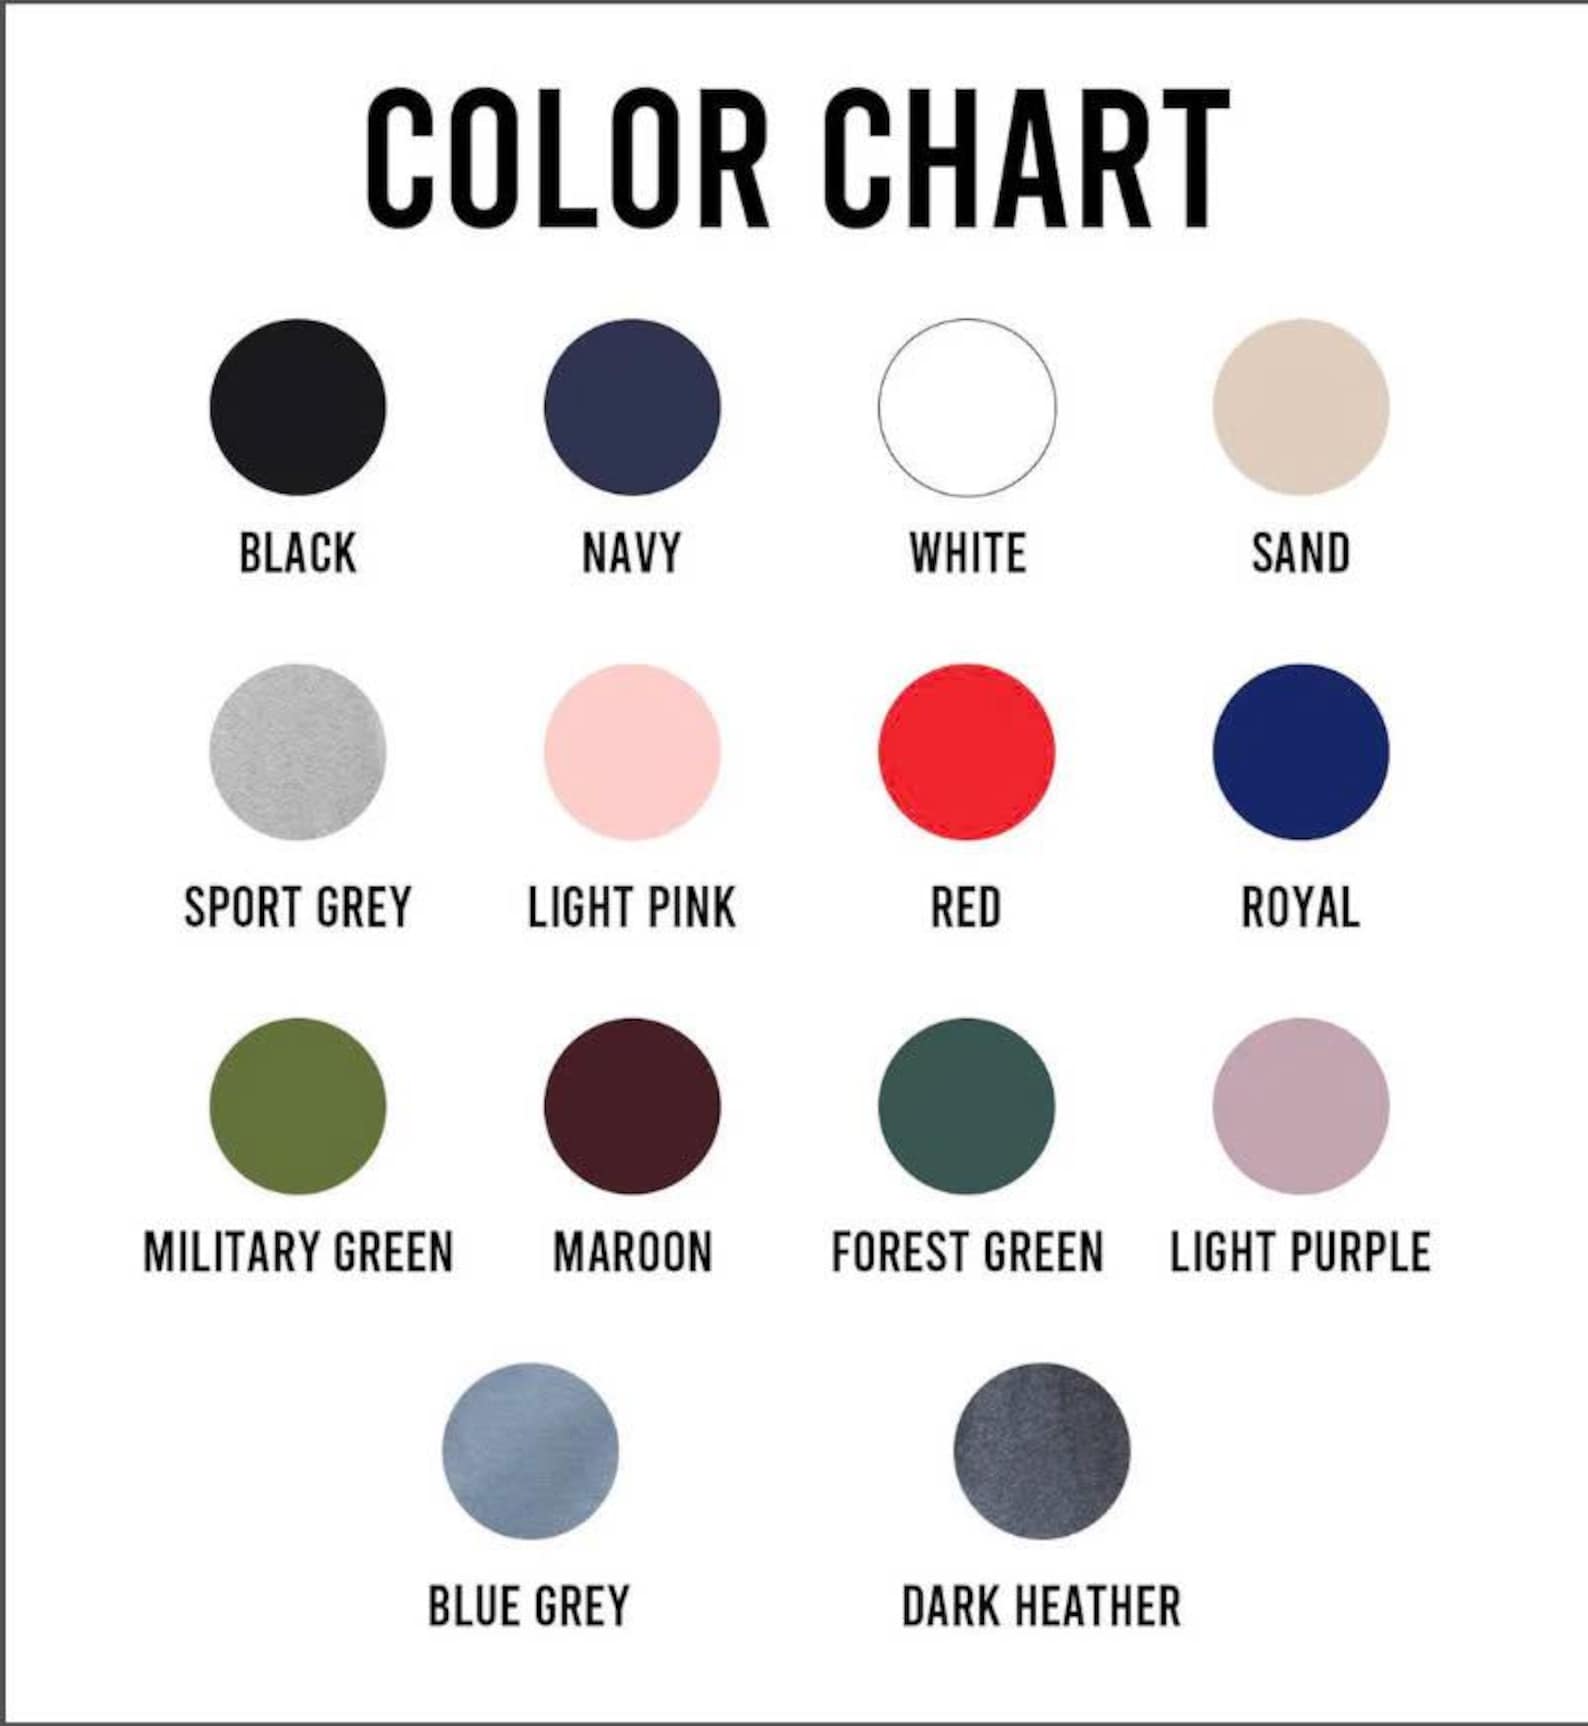 COLOR CHART
BLACK NAVY WHITE SAND
SPORT GREY LIGHT PINK RED ROYAL
MILITARY GREEN MAROON FOREST GREEN LIGHT PURPLE
BLUE GREY DARK HEATHER